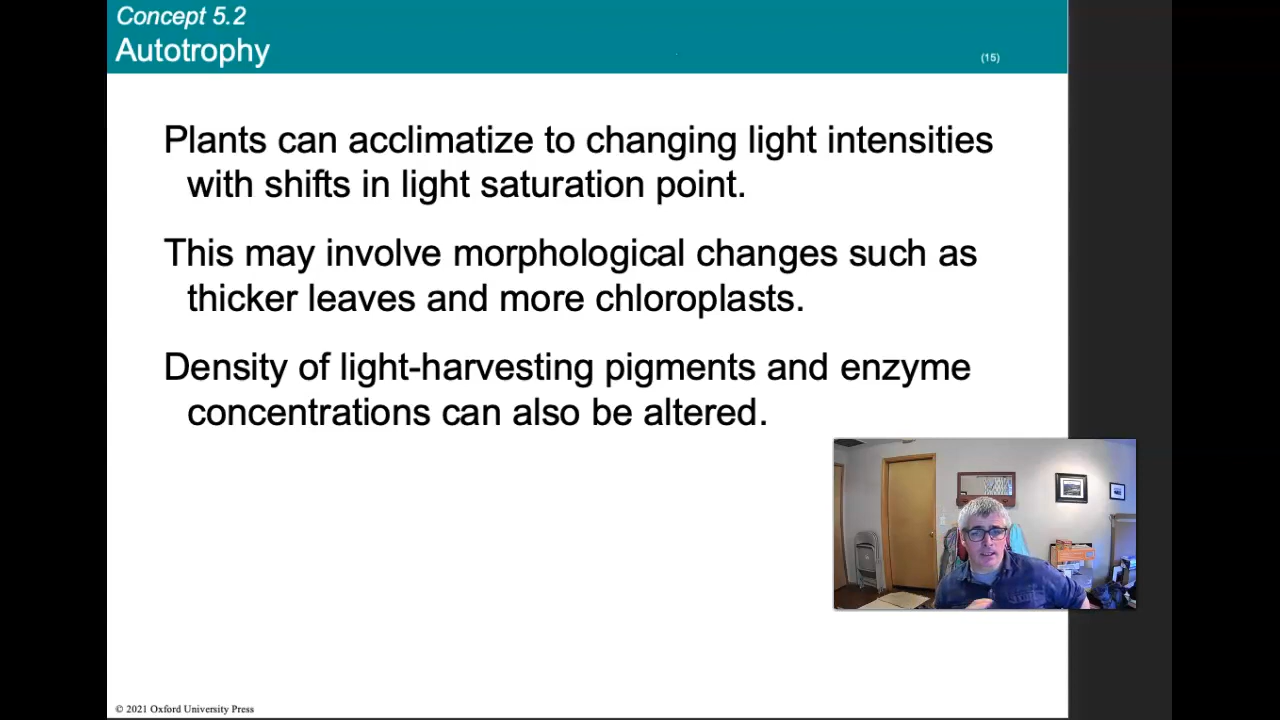 Concept 5.2
Autotrophy
(15)
Plants can acclimatize to changing light intensities
with shifts in light saturation point.
This may involve morphological changes such as
thicker leaves and more chloroplasts.
Density of light-harvesting pigments and enzyme
concentrations can also be altered.
© 2021 Oxford University Press